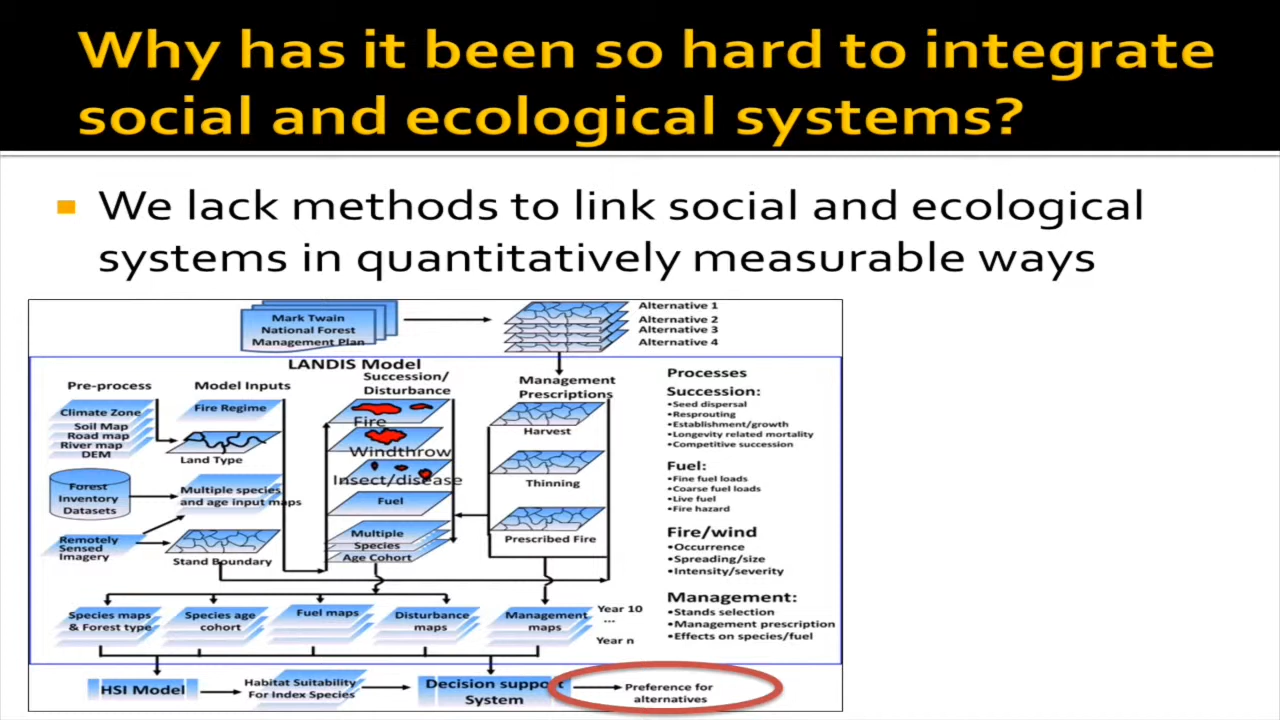 Why has it been so hard to integrate
social and ecological systems?
We lack methods to link social and ecological
systems in quantitatively measurable ways
Mark Twain
National Forest
Management Plan
Alternative 1
Alternative 2
Alternative 3
Alternative 4
LANDIS Model
Pre-process
Climate Zone
Soil Map
Road map
River map
DEM
Forest
Inventory
Datasets
Remotely
Sensed
Imagery
Model Inputs
Fire Regime
Land Type
Multiple species
and age input maps
Stand Boundary
Succession/
Disturbance
Fire
Windthrow
Insect/disease
Fuel
Multiple
Species
Age Cohort
Management
Prescriptions
Harvest
Thinning
Prescribed Fire
Processes
Succession:
•Seed dispersal
•Resprouting
•Establishment/growth
•Longevity related mortality
•Competitive succession
Fuel:
•Fine fuel loads
•Coarse fuel loads
•Live fuel
•Fire hazard
Fire/wind
•Occurrence
•Spreading/size
•Intensity/severity
Management:
•Stands selection
•Management prescription
•Effects on species/fuel
Species maps
& Forest type
Species age
cohort
Fuel maps
Disturbance
maps
Management
maps
Year 10
...
Year n
HSI Model
Habitat Suitability
For Index Species
Decision support
System
Preference for
alternatives